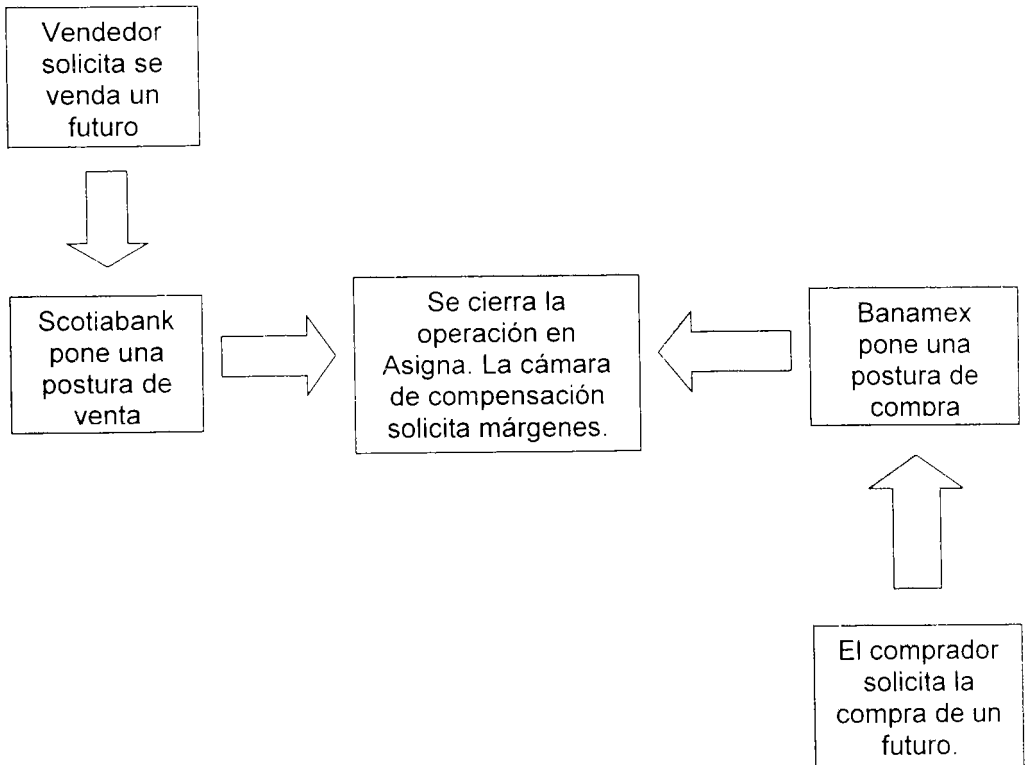 Vendedor
solicita se
venda un
futuro
Scotiabank
pone una
postura de
venta
Se cierra la
operación en
Asigna. La cámara
de compensación
solicita márgenes.
Banamex
pone una
postura de
compra
El comprador
solicita la
compra de un
futuro.